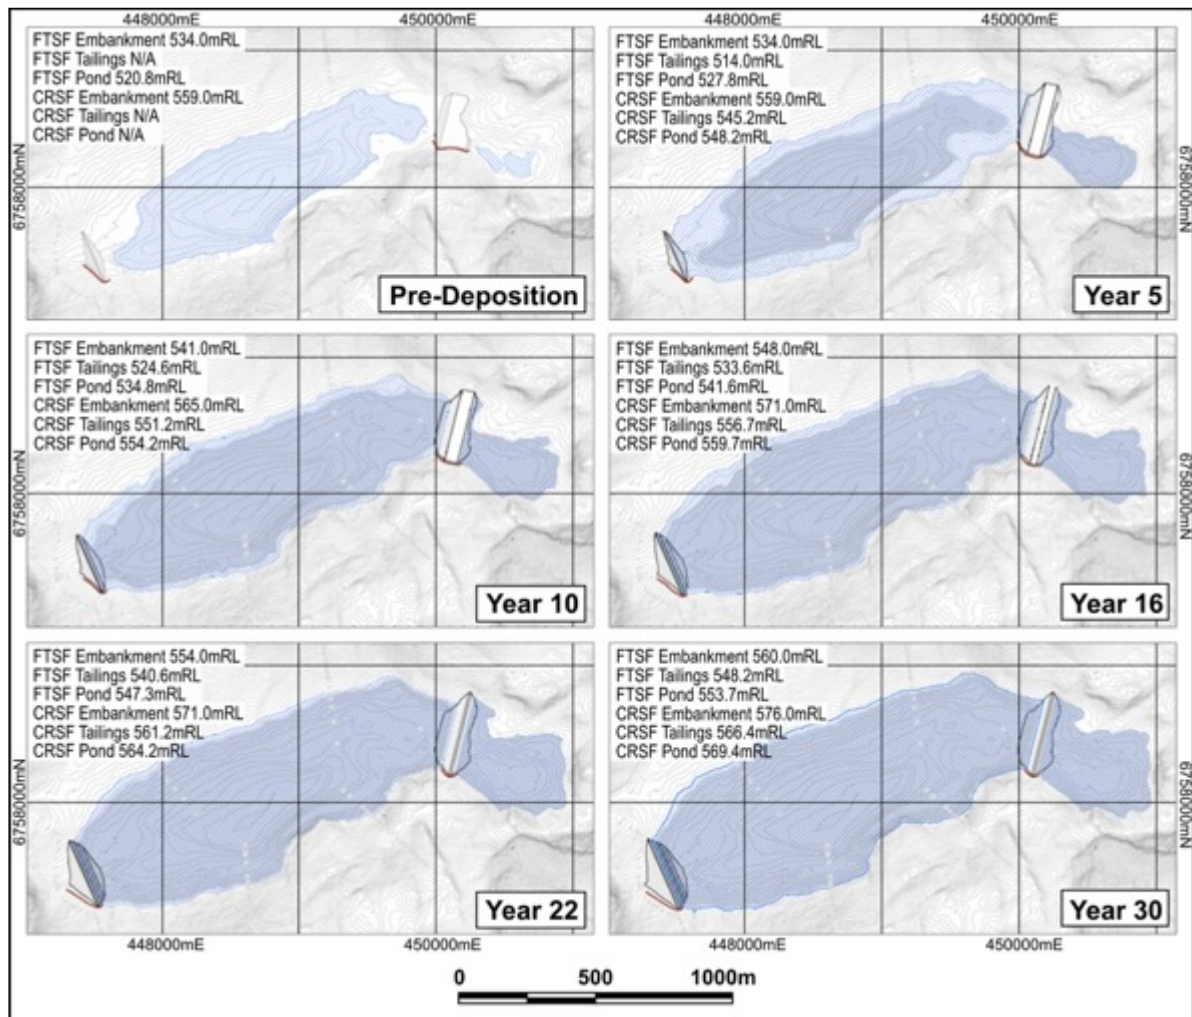 448000mE 450000mE 448000mE 450000mE
FTSF Embankment 534.0mRL
FTSF Tailings N/A
FTSF Pond 520.8mRL
CRSF Embankment 559.0mRL
CRSF Tailings N/A
CRSF Pond N/A
6758000mN
Pre-Deposition
FTSF Embankment 534.0mRL
FTSF Tailings 514.0mRL
FTSF Pond 527.8mRL
CRSF Embankment 559.0mRL
CRSF Tailings 545.2mRL
CRSF Pond 548.2mRL
6758000mN
Year 5
FTSF Embankment 541.0mRL
FTSF Tailings 524.6mRL
FTSF Pond 534.8mRL
CRSF Embankment 565.0mRL
CRSF Tailings 551.2mRL
CRSF Pond 554.2mRL
6758000mN
Year 10
FTSF Embankment 548.0mRL
FTSF Tailings 533.6mRL
FTSF Pond 541.6mRL
CRSF Embankment 571.0mRL
CRSF Tailings 556.7mRL
CRSF Pond 559.7mRL
6758000mN
Year 16
FTSF Embankment 554.0mRL
FTSF Tailings 540.6mRL
FTSF Pond 547.3mRL
CRSF Embankment 571.0mRL
CRSF Tailings 561.2mRL
CRSF Pond 564.2mRL
6758000mN
Year 22
FTSF Embankment 560.0mRL
FTSF Tailings 548.2mRL
FTSF Pond 553.7mRL
CRSF Embankment 576.0mRL
CRSF Tailings 566.4mRL
CRSF Pond 569.4mRL
6758000mN
Year 30
448000mE 450000mE 448000mE 450000mE
0 500 1000m